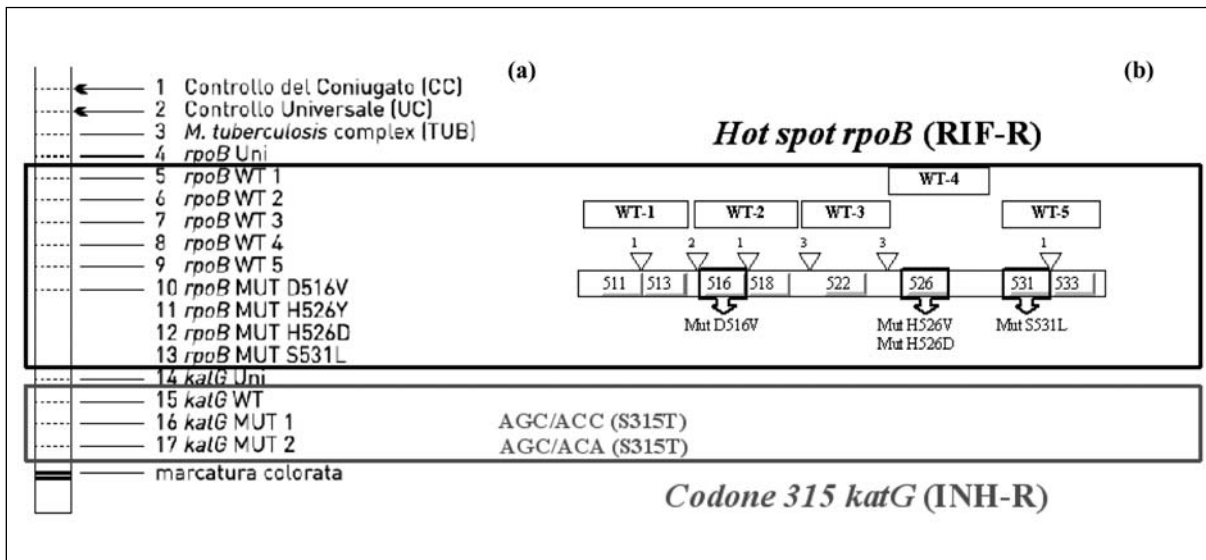 (a)
(b)
1 Controllo del Coniugato (CC)
2 Controllo Universale (UC)
3 M. tuberculosis complex (TUB)
4 rpoB Uni
5 rpoB WT 1
6 rpoB WT 2
7 rpoB WT 3
8 rpoB WT 4
9 rpoB WT 5
10 rpoB MUT D516V
11 rpoB MUT H526Y
12 rpoB MUT H526D
13 rpoB MUT S531L
14 katG Uni
15 katG WT
16 katG MUT 1 AGC/ACC (S315T)
17 katG MUT 2 AGC/ACA (S315T)
marcatura colorata
Hot spot rpoB (RIF-R)
WT-4
WT-1 WT-2 WT-3 WT-5
1 2 1 3 3 1
511 513 516 518 522 526 531 533
Mut D516V Mut H526V Mut S531L
Mut H526D
Codone 315 katG (INH-R)